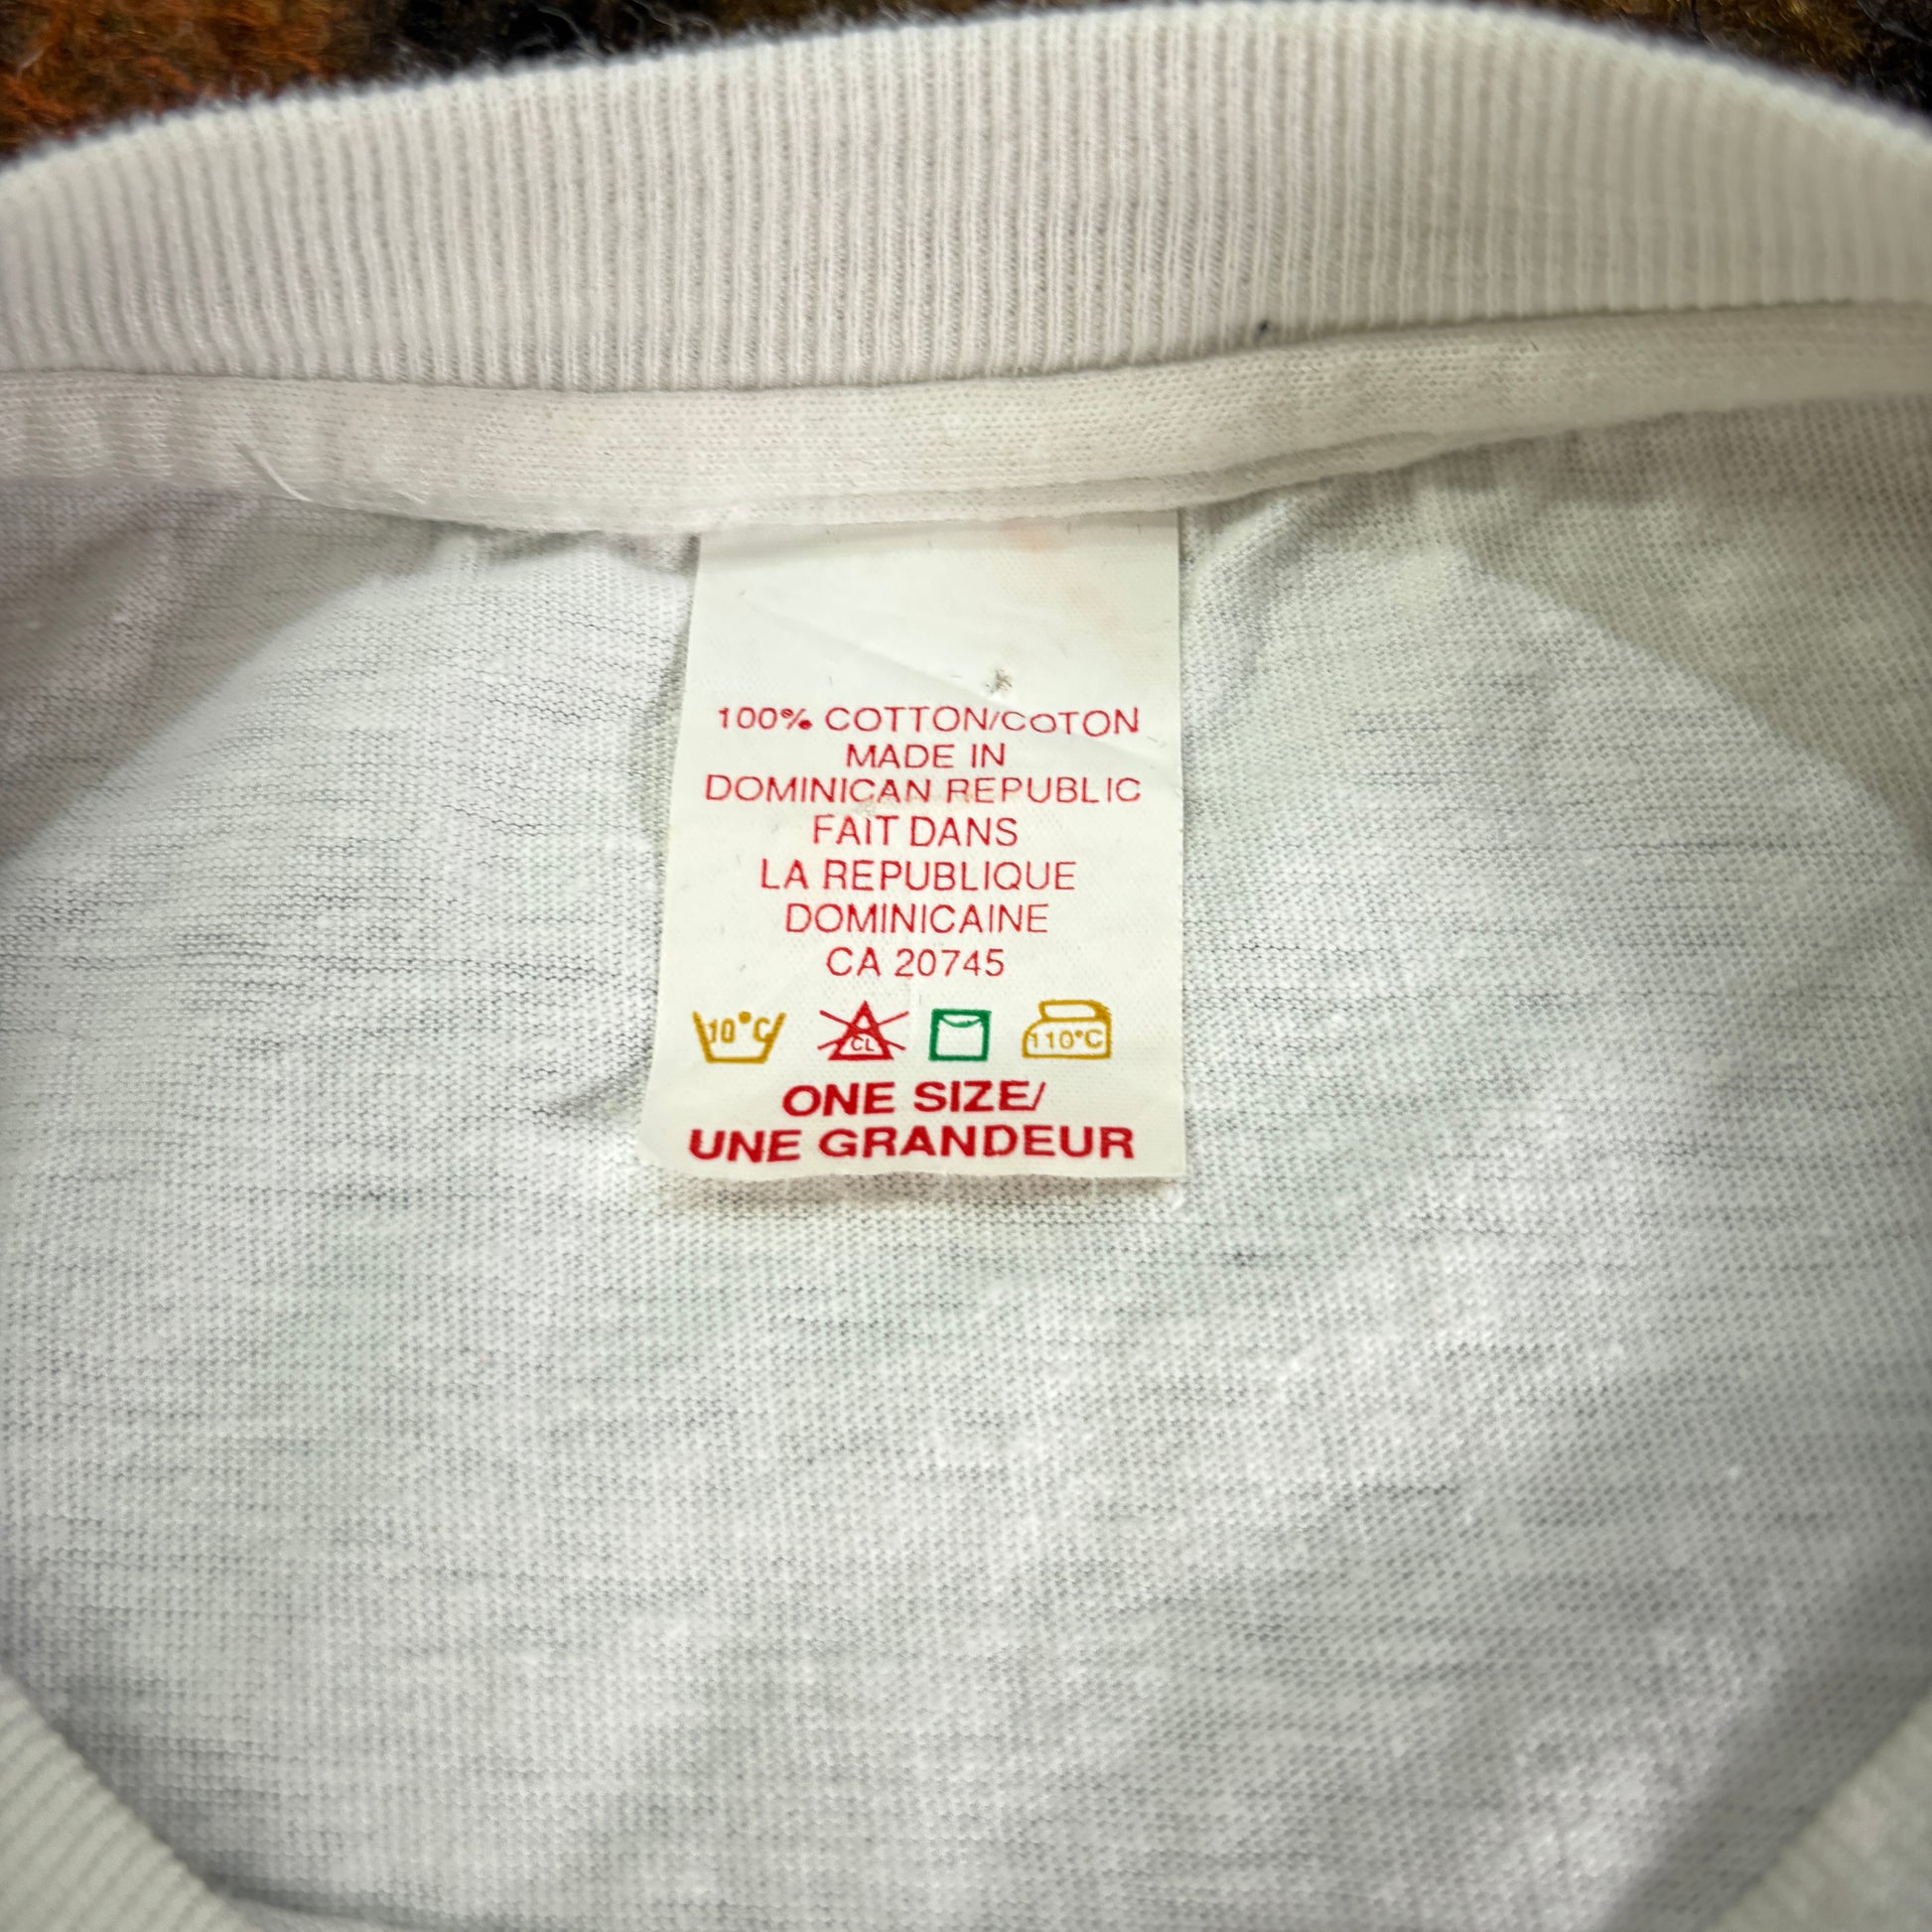 100% COTTON/COTON
MADE IN
DOMINICAN REPUBLIC
FAIT DANS
LA REPUBLIQUE
DOMINICAINE
CA 20745
10°C CL 110°C
ONE SIZE/
UNE GRANDEUR